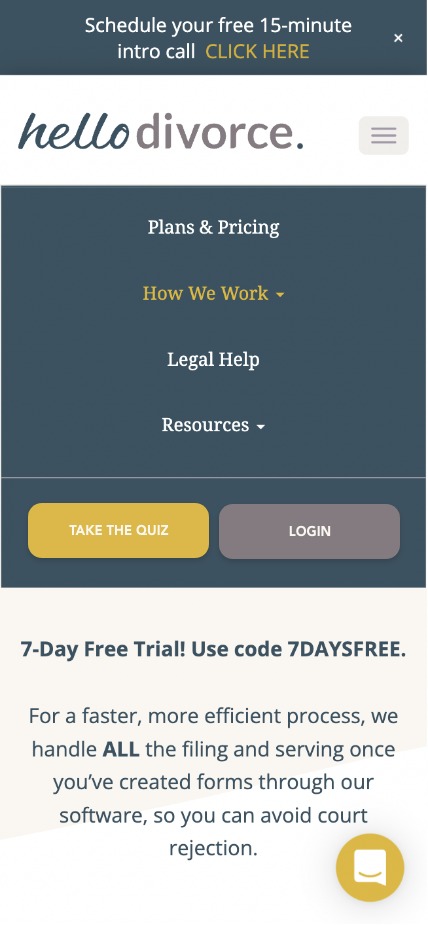 Schedule your free 15-minute
intro call CLICK HERE
×
hello divorce.
Plans & Pricing
How We Work
Legal Help
Resources
TAKE THE QUIZ
LOGIN
7-Day Free Trial! Use code 7DAYSFREE.
For a faster, more efficient process, we
handle ALL the filing and serving once
you’ve created forms through our
software, so you can avoid court
rejection.